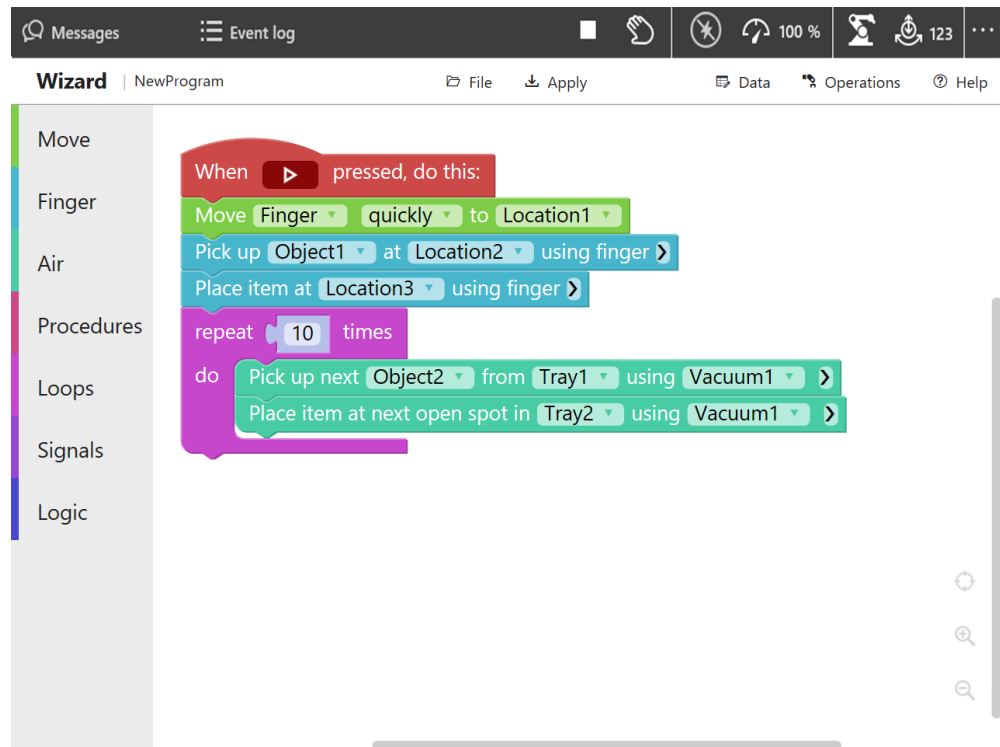 Messages Event log 100 % 123 ...
Wizard | NewProgram File Apply Data Operations Help
Move
Finger
Air
Procedures
Loops
Signals
Logic
When pressed, do this:
Move Finger quickly to Location1
Pick up Object1 at Location2 using finger
Place item at Location3 using finger
repeat 10 times
do Pick up next Object2 from Tray1 using Vacuum1
Place item at next open spot in Tray2 using Vacuum1